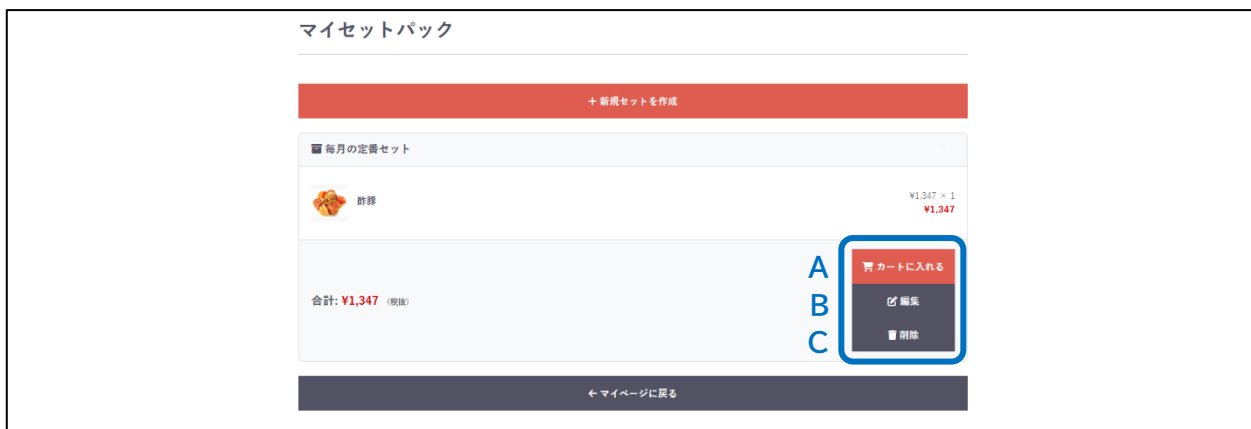 マイセットパック
+ 新規セットを作成
毎月の定番セット
酢豚
¥1,347 × 1
¥1,347
A カートに入れる
合計: ¥1,347 (税抜)
B 編集
C 削除
← マイページに戻る